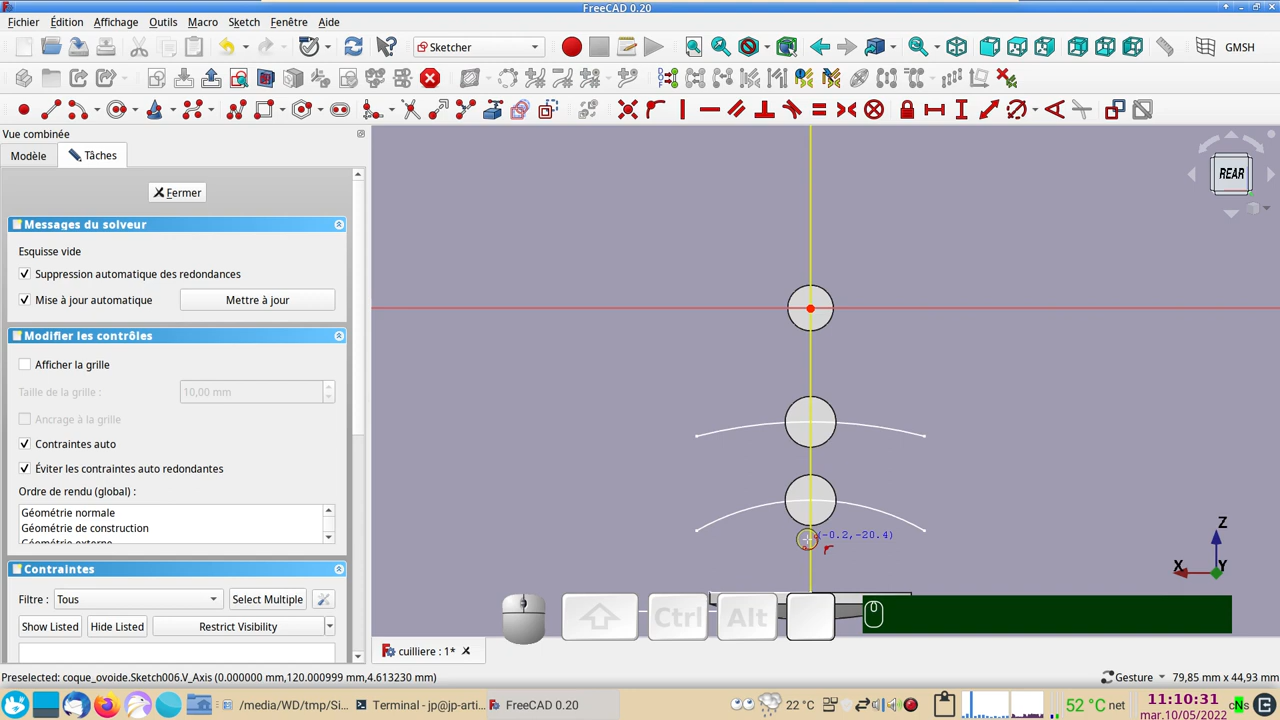 FreeCAD 0.20
Fichier Édition Affichage Outils Macro Sketch Fenêtre Aide
Sketcher
GMSH
Vue combinée
Modèle Tâches
Fermer
Messages du solveur
Esquisse vide
Suppression automatique des redondances
Mise à jour automatique Mettre à jour
Modifier les contrôles
Afficher la grille
Taille de la grille : 10,00 mm
Ancrage à la grille
Contraintes auto
Éviter les contraintes auto redondantes
Ordre de rendu (global) :
Géométrie normale
Géométrie de construction
Géométrie externe
Contraintes
Filtre : Tous Select Multiple
Show Listed Hide Listed Restrict Visibility
REAR
(-0.2,-20.4)
Z
X
Y
Ctrl Alt
cuilliere : 1*
Preselected: coque_ovoide.Sketch006.V_Axis (0.000000 mm,120.000999 mm,4.613230 mm)
Gesture 79,85 mm x 44,93 mm
/media/WD/tmp/Si... Terminal - jp@jp-arti... FreeCAD 0.20
22 °C
52 °C
11:10:31
mar.10/05/2022
cNs